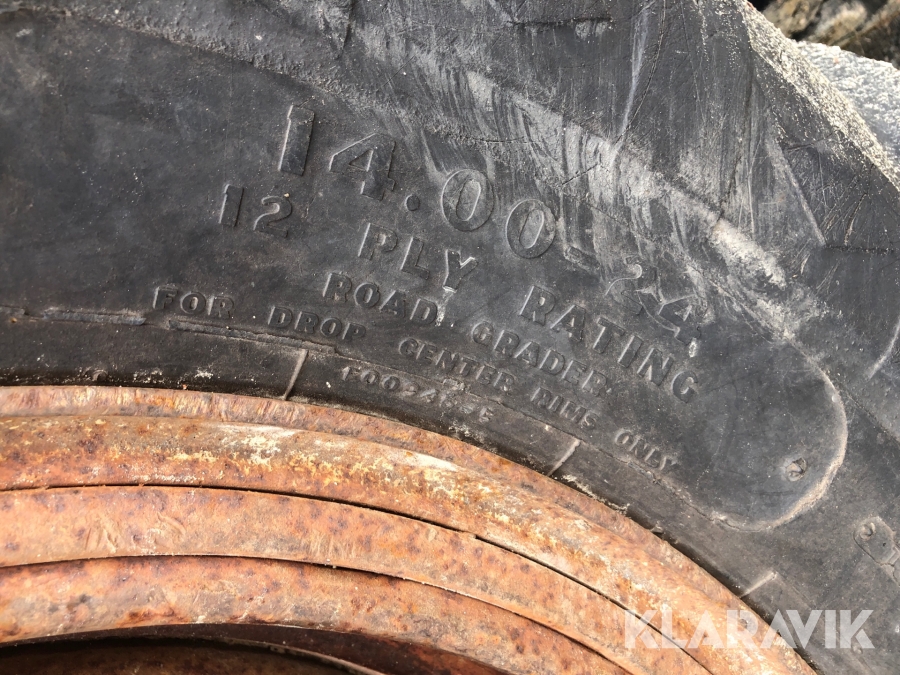 14.00-24
12 PLY RATING
ROAD GRADER
FOR DROP CENTER RIMS ONLY
KLARAVIK